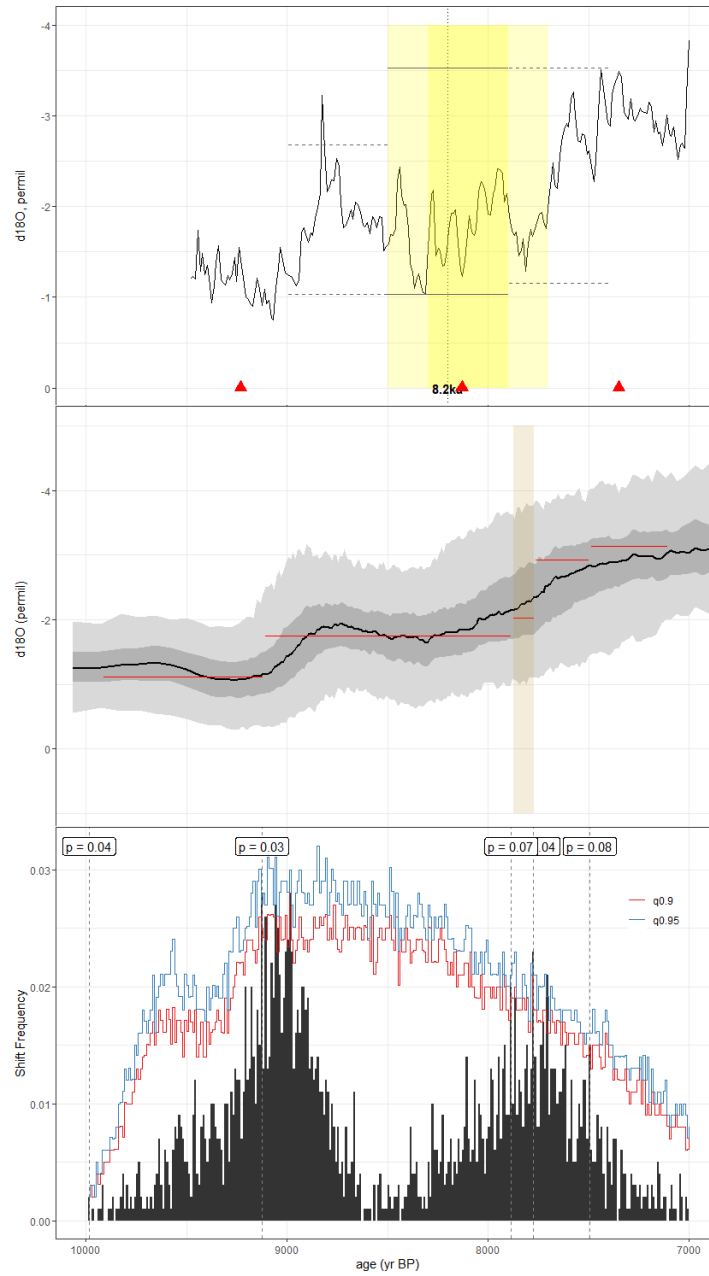 -4
-3
-2
-1
0
d18O, permil
8.2ka
-4
-2
0
d18O (permil)
p = 0.04
p = 0.03
p = 0.07
.04
p = 0.08
0.03
0.02
0.01
0.00
Shift Frequency
q0.9
q0.95
10000
9000
8000
7000
age (yr BP)